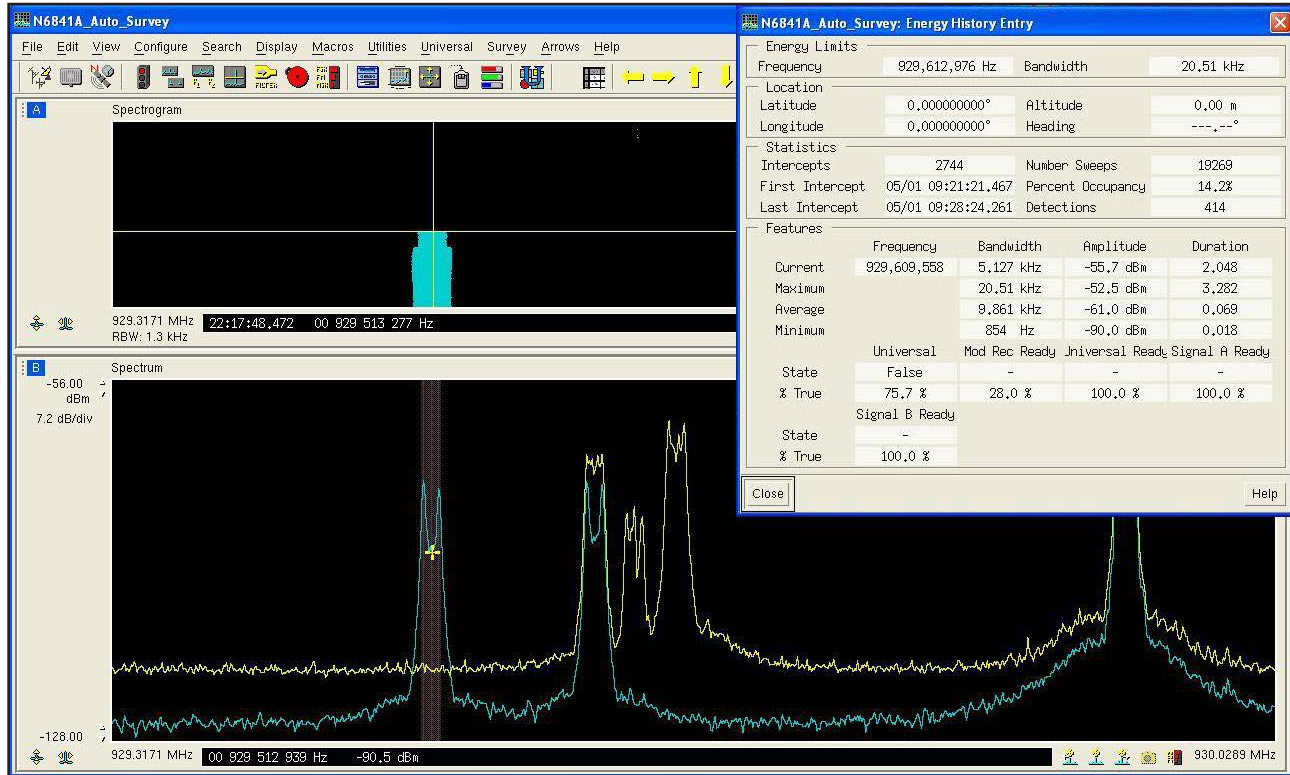 N6841A_Auto_Survey
File Edit View Configure Search Display Macros Utilities Universal Survey Arrows Help
A Spectrogram
929.3171 MHz 22:17:48.472 00 929 513 277 Hz
RBW: 1.3 kHz
B Spectrum
-56.00
dBm
7.2 dB/div
-128.00
929.3171 MHz 00 929 512 939 Hz -90.5 dBm 930.0289 MHz
N6841A_Auto_Survey: Energy History Entry
Energy Limits
Frequency 929,612,976 Hz Bandwidth 20.51 kHz
Location
Latitude 0.000000000° Altitude 0.00 m
Longitude 0.000000000° Heading ---.--°
Statistics
Intercepts 2744 Number Sweeps 19269
First Intercept 05/01 09:21:21.467 Percent Occupancy 14.2%
Last Intercept 05/01 09:28:24.261 Detections 414
Features
Frequency Bandwidth Amplitude Duration
Current 929,609,558 5.127 kHz -55.7 dBm 2.048
Maximum 20.51 kHz -52.5 dBm 3.282
Average 9.861 kHz -61.0 dBm 0.069
Minimum 854 Hz -90.0 dBm 0.018
Universal Mod Rec Ready Universal Ready Signal A Ready
State False - - -
% True 75.7 % 28.0 % 100.0 % 100.0 %
Signal B Ready
State -
% True 100.0 %
Close Help